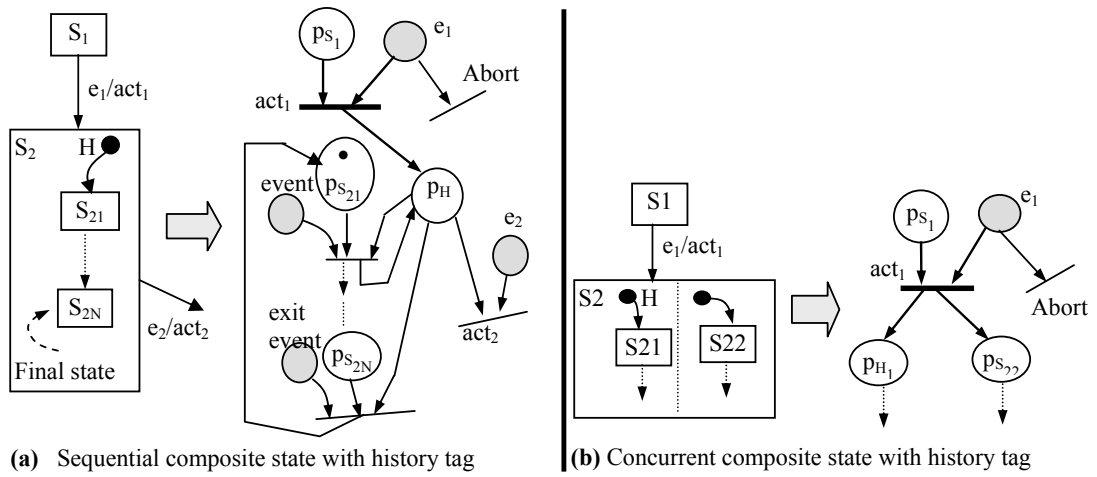 S1
e1/act1
S2
H
S21
S2N
Final state
e2/act2
pS1
e1
Abort
act1
event
pS21
pH
e2
act2
exit
event
pS2N
(a) Sequential composite state with history tag
S1
e1/act1
S2
H
S21
S22
pS1
e1
act1
Abort
pH1
pS22
(b) Concurrent composite state with history tag